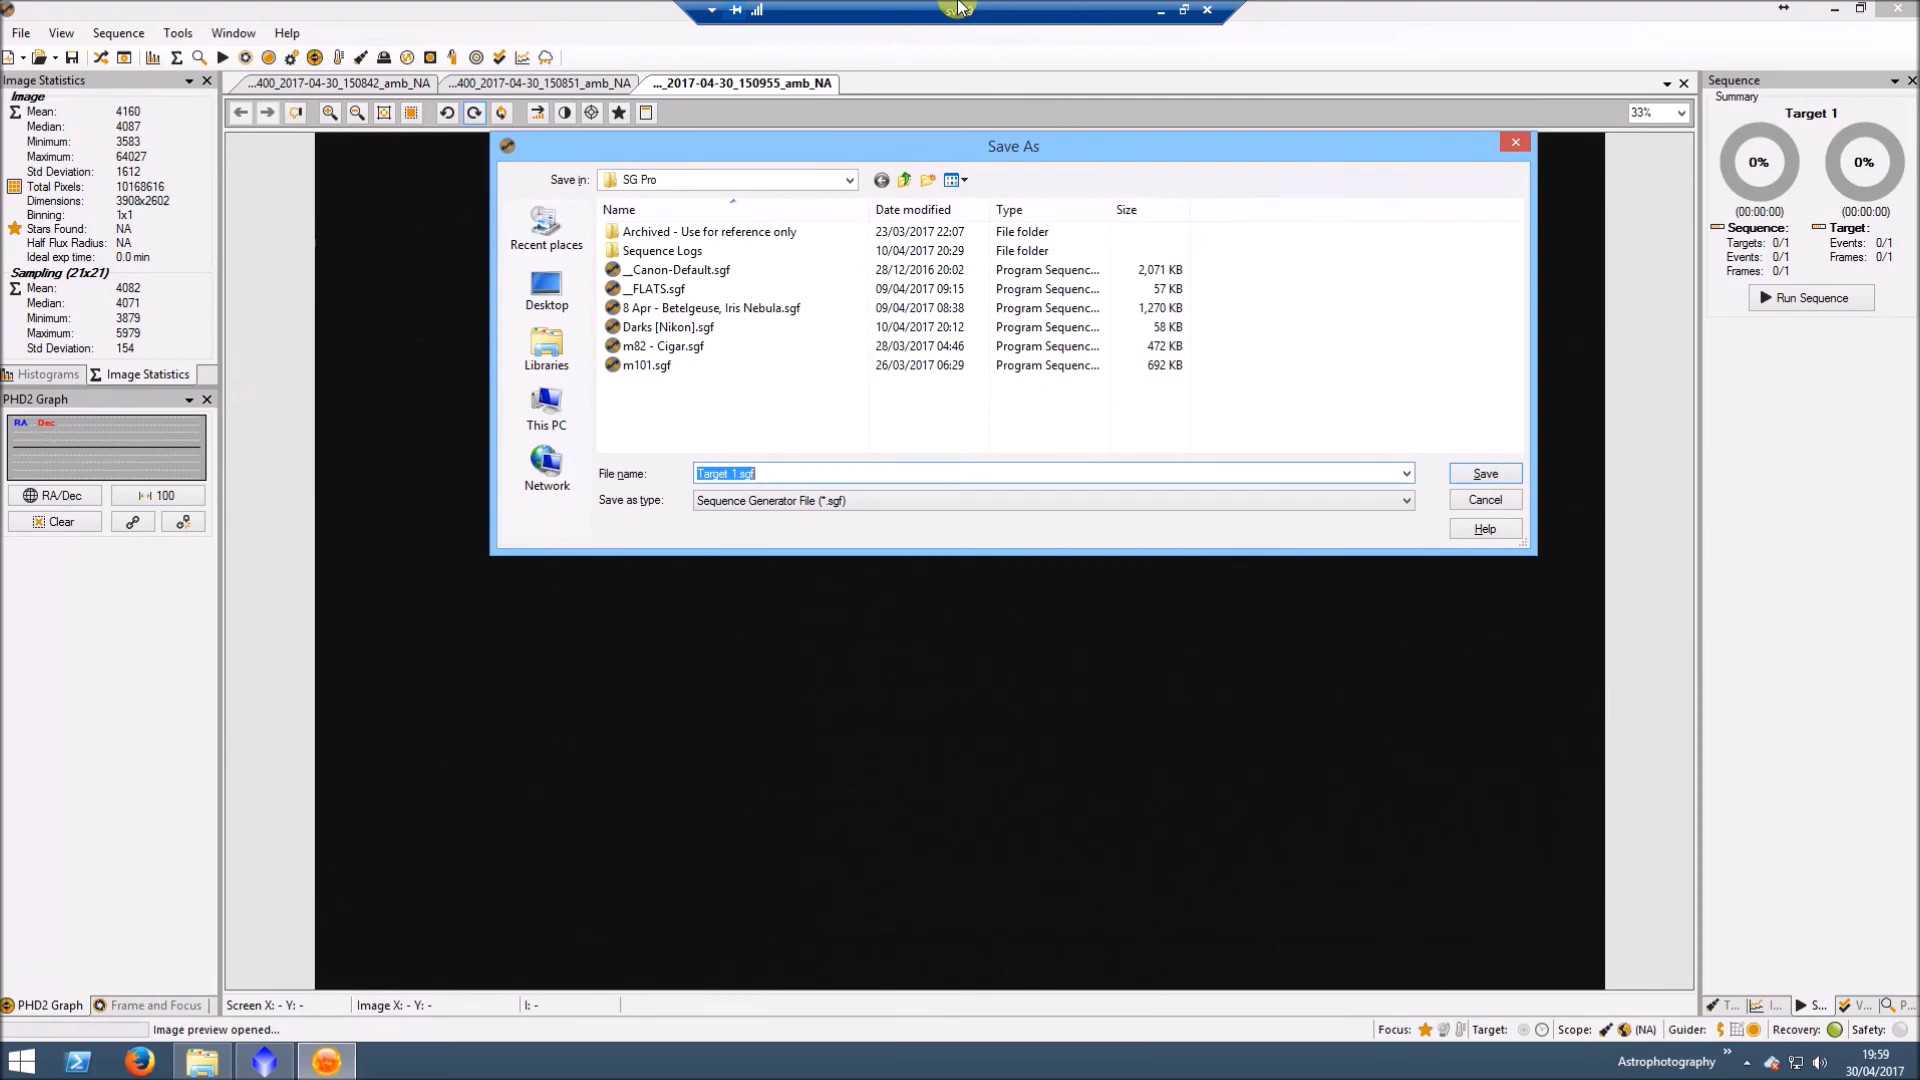 File View Sequence Tools Window Help
Image Statistics
Image
Mean: 4160
Median: 4087
Minimum: 3583
Maximum: 64027
Std Deviation: 1612
Total Pixels: 10168616
Dimensions: 3908x2602
Binning: 1x1
Stars Found: NA
Half Flux Radius: NA
Ideal exp time: 0.0 min
Sampling (21x21)
Mean: 4082
Median: 4071
Minimum: 3879
Maximum: 5979
Std Deviation: 154
Histograms Image Statistics
PHD2 Graph
RA Dec
RA/Dec 100
Clear
PHD2 Graph Frame and Focus
...400_2017-04-30_150842_amb_NA ...400_2017-04-30_150851_amb_NA ..._2017-04-30_150955_amb_NA
33%
Save As
Save in: SG Pro
Name Date modified Type Size
Archived - Use for reference only 23/03/2017 22:07 File folder
Sequence Logs 10/04/2017 20:29 File folder
__Canon-Default.sgf 28/12/2016 20:02 Program Sequenc... 2,071 KB
__FLATS.sgf 09/04/2017 09:15 Program Sequenc... 57 KB
8 Apr - Betelgeuse, Iris Nebula.sgf 09/04/2017 08:38 Program Sequenc... 1,270 KB
Darks [Nikon].sgf 10/04/2017 20:12 Program Sequenc... 58 KB
m82 - Cigar.sgf 28/03/2017 04:46 Program Sequenc... 472 KB
m101.sgf 26/03/2017 06:29 Program Sequenc... 692 KB
Recent places
Desktop
Libraries
This PC
Network
File name: Target 1.sgf Save
Save as type: Sequence Generator File (*.sgf) Cancel
Help
Sequence
Summary
Target 1
0% 0%
(00:00:00) (00:00:00)
Sequence: Target:
Targets: 0/1 Events: 0/1
Events: 0/1 Frames: 0/1
Frames: 0/1
Run Sequence
Screen X: - Y: - Image X: - Y: - I: -
T... I... S... V... P...
Image preview opened...
Focus: Target: Scope: (NA) Guider: Recovery: Safety:
Astrophotography
19:59
30/04/2017